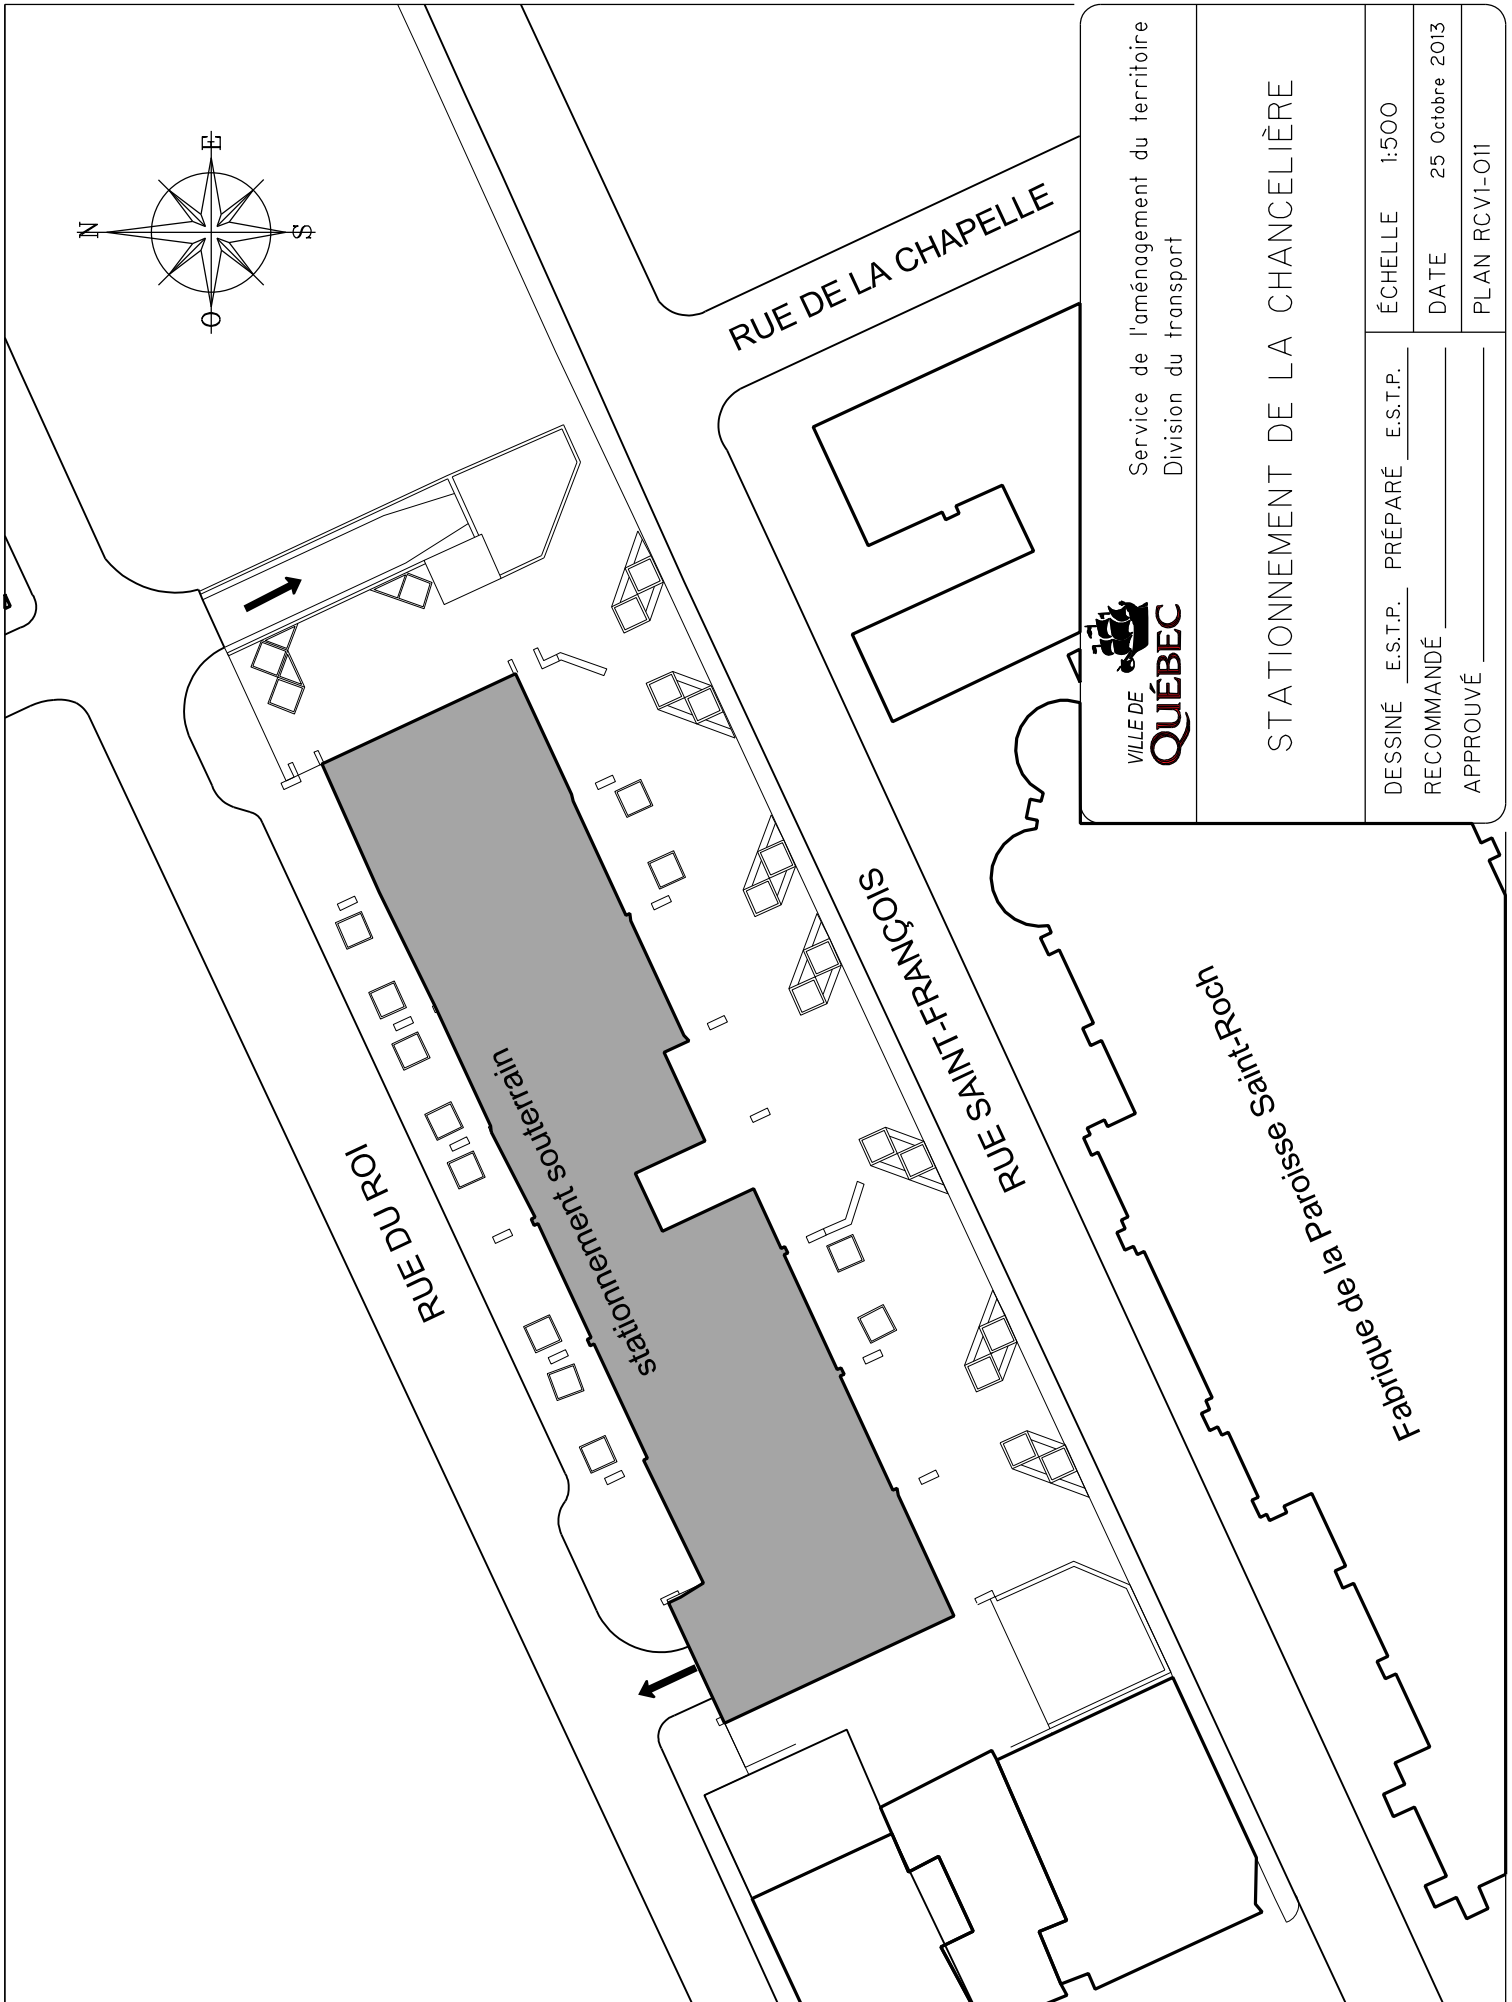 N
E
S
O
RUE DU ROI
stationnement souterrain
RUE SAINT-FRANÇOIS
RUE DE LA CHAPELLE
Fabrique de la Paroisse Saint-Roch
VILLE DE
QUÉBEC
Service de l'aménagement du territoire
Division du transport
STATIONNEMENT DE LA CHANCELIÈRE
DESSINÉ E.S.T.P. PRÉPARÉ E.S.T.P.
RECOMMANDÉ
APPROUVÉ
ÉCHELLE 1:500
DATE 25 Octobre 2013
PLAN RCV1-011